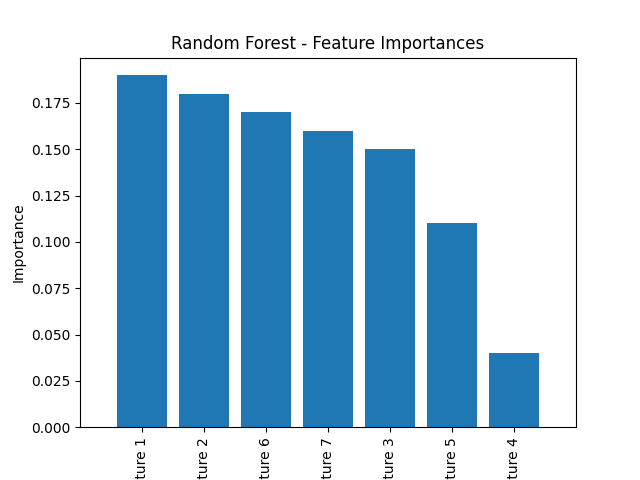 Random Forest - Feature Importances
Importance
0.175
0.150
0.125
0.100
0.075
0.050
0.025
0.000
ture 1
ture 2
ture 6
ture 7
ture 3
ture 5
ture 4